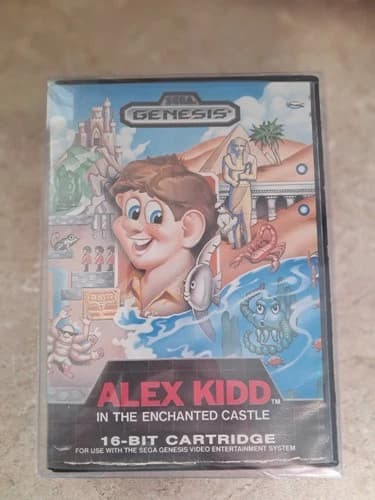 SEGA
GENESIS
ALEX KIDD™
IN THE ENCHANTED CASTLE
16-BIT CARTRIDGE
FOR USE WITH THE SEGA GENESIS VIDEO ENTERTAINMENT SYSTEM